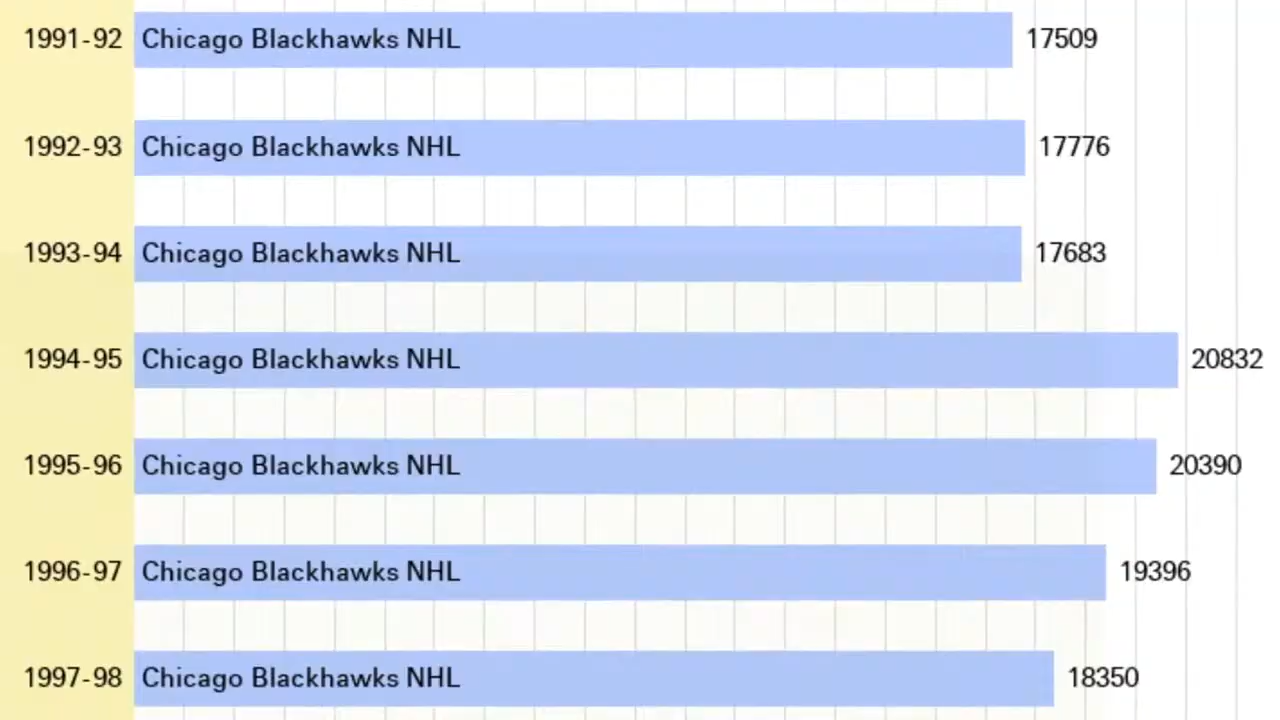 1991-92 Chicago Blackhawks NHL 17509
1992-93 Chicago Blackhawks NHL 17776
1993-94 Chicago Blackhawks NHL 17683
1994-95 Chicago Blackhawks NHL 20832
1995-96 Chicago Blackhawks NHL 20390
1996-97 Chicago Blackhawks NHL 19396
1997-98 Chicago Blackhawks NHL 18350